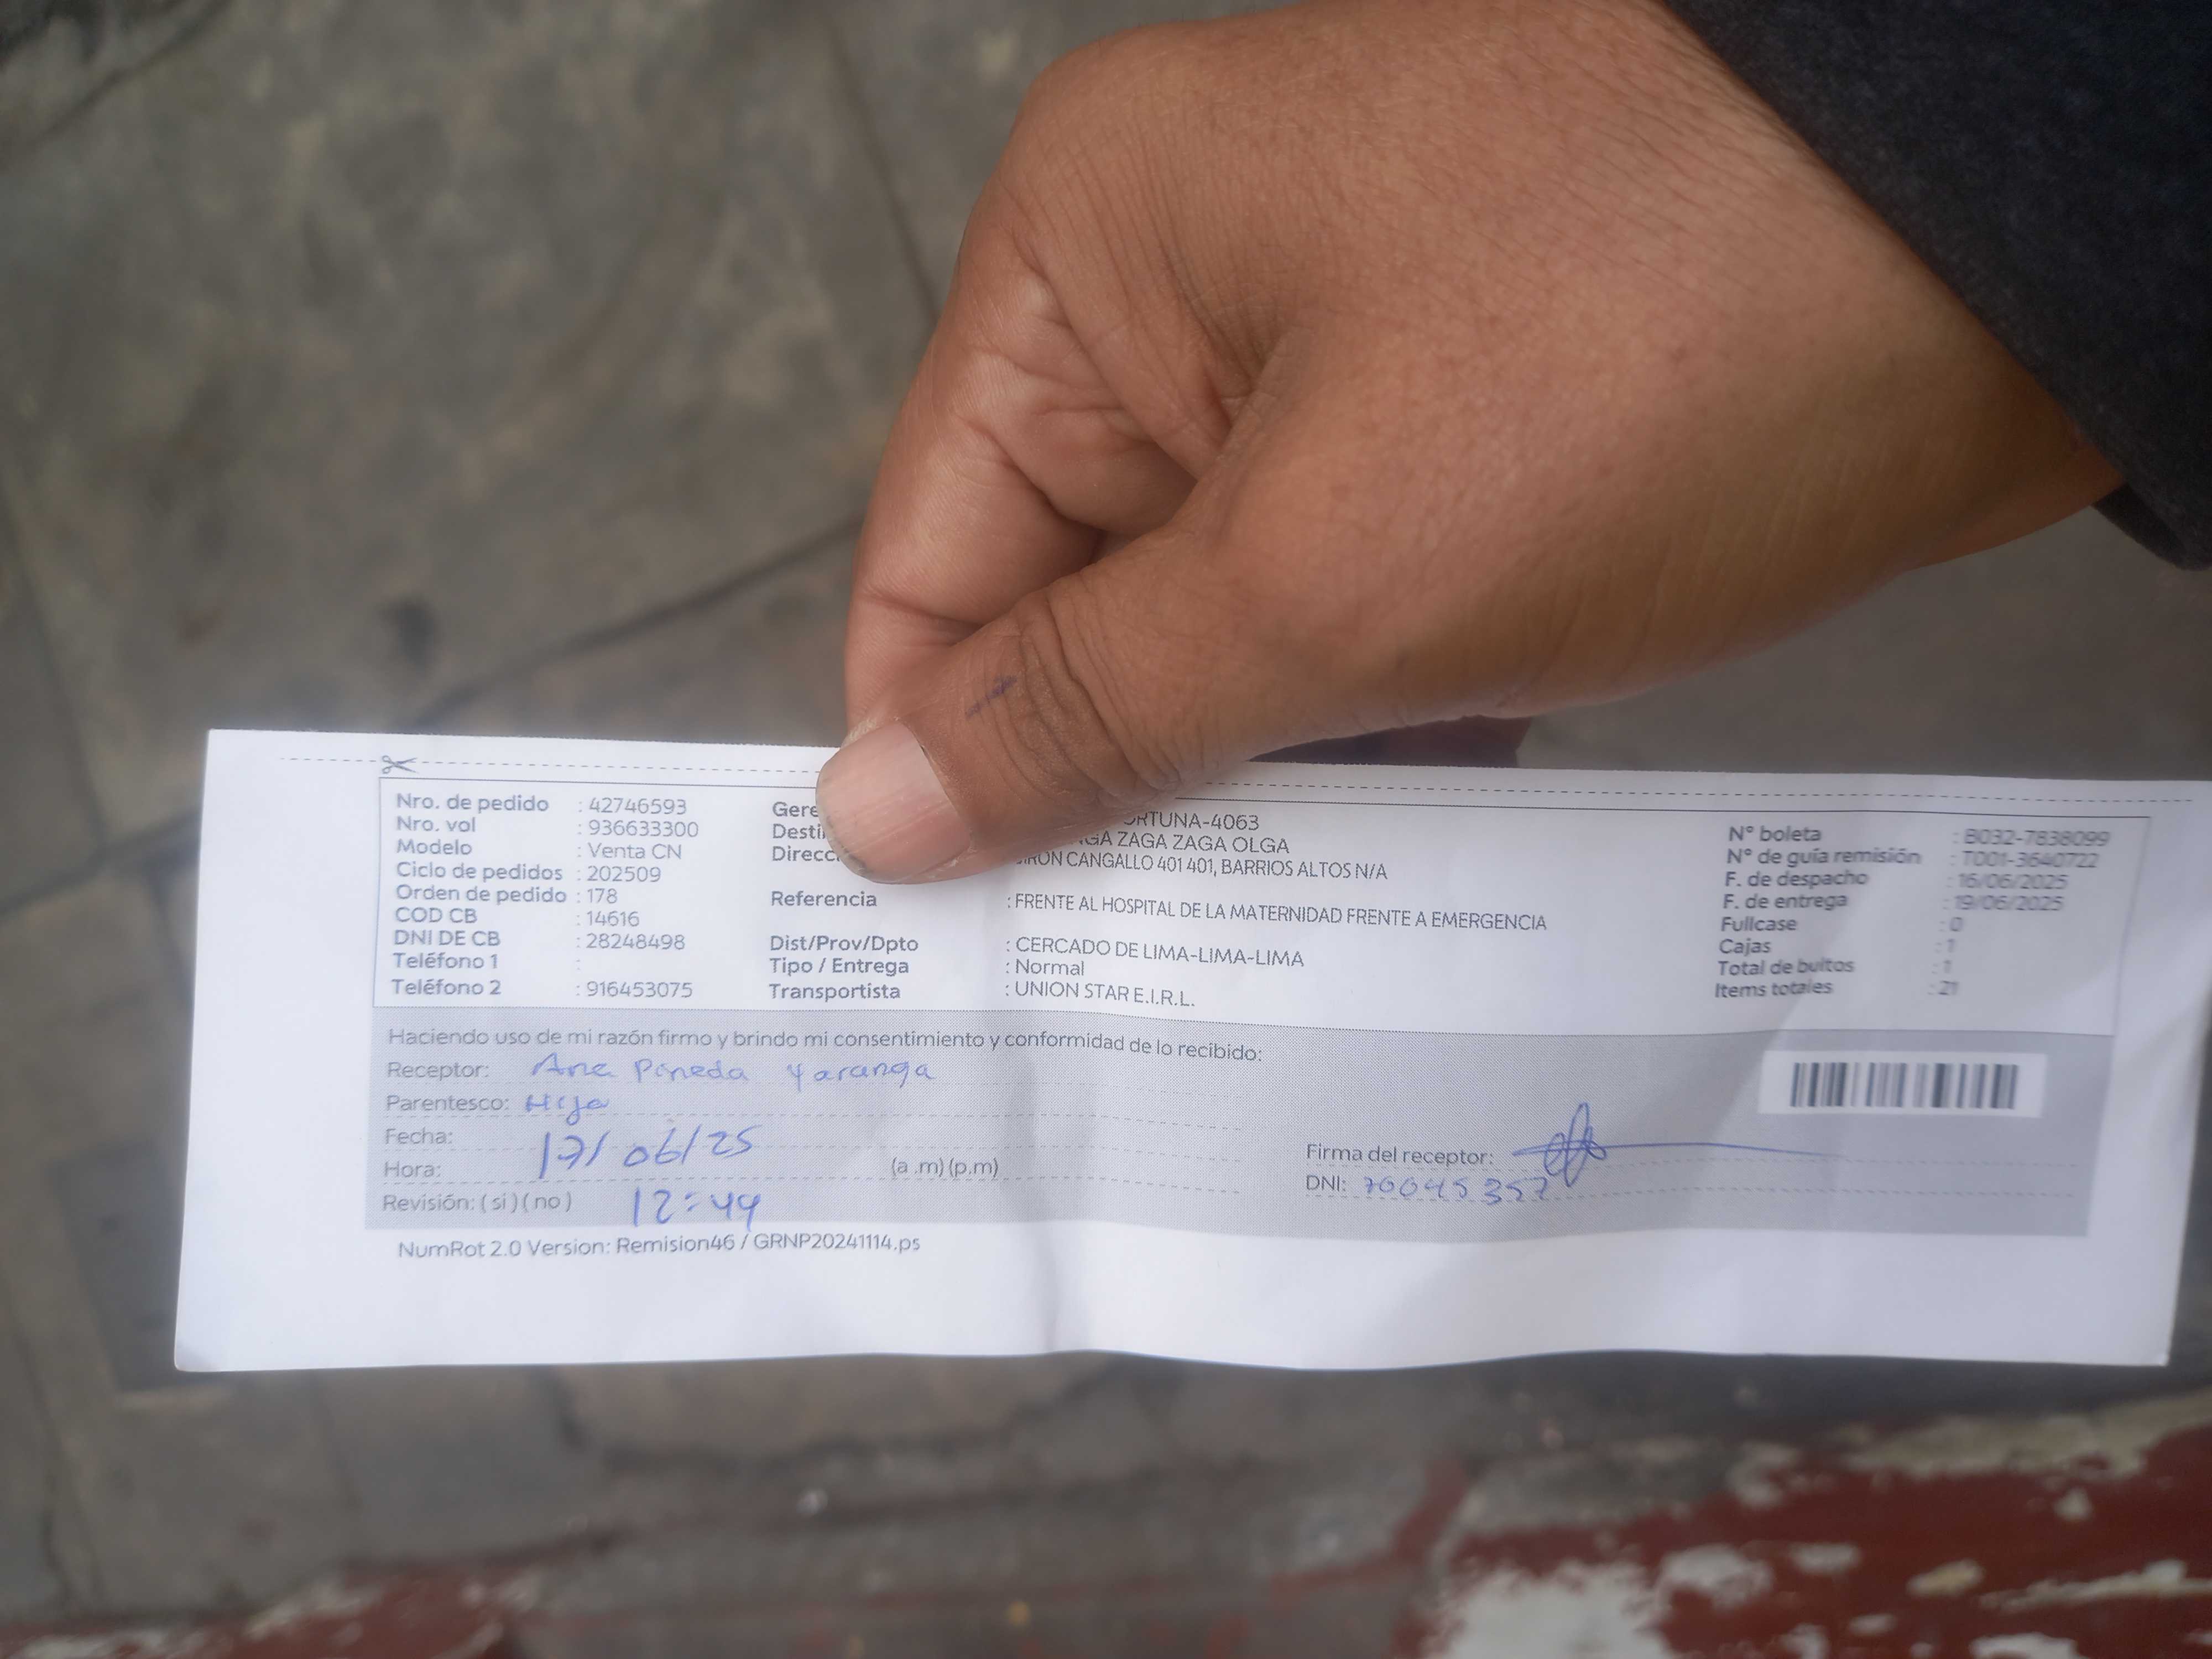 Nro. de pedido : 42746593
Nro. vol : 936633300
Modelo : Venta CN
Ciclo de pedidos : 202509
Orden de pedido : 178
COD CB : 14616
DNI DE CB : 28248498
Teléfono 1 :
Teléfono 2 : 916453075
ORTUNA-4063
ZAGA ZAGA OLGA
CANGALLO 401 401, BARRIOS ALTOS N/A
Referencia : FRENTE AL HOSPITAL DE LA MATERNIDAD FRENTE A EMERGENCIA
Dist/Prov/Dpto : CERCADO DE LIMA-LIMA-LIMA
Tipo / Entrega : Normal
Transportista : UNION STAR E.I.R.L.
N° boleta : B032-7838099
N° de guía remisión : T001-3640722
F. de despacho : 16/06/2025
F. de entrega : 19/06/2025
Fullcase : 0
Cajas : 1
Total de bultos : 1
Items totales : 21
Haciendo uso de mi razón firmo y brindo mi consentimiento y conformidad de lo recibido:
Receptor: Ana Pineda Yaranga
Parentesco: Hija
Fecha: 17/06/25
Hora: (a .m) (p.m)
Revisión: ( si ) ( no ) 12:44
Firma del receptor:
DNI: 70045357
NumRot 2.0 Version: Remision46 / GRNP20241114.ps